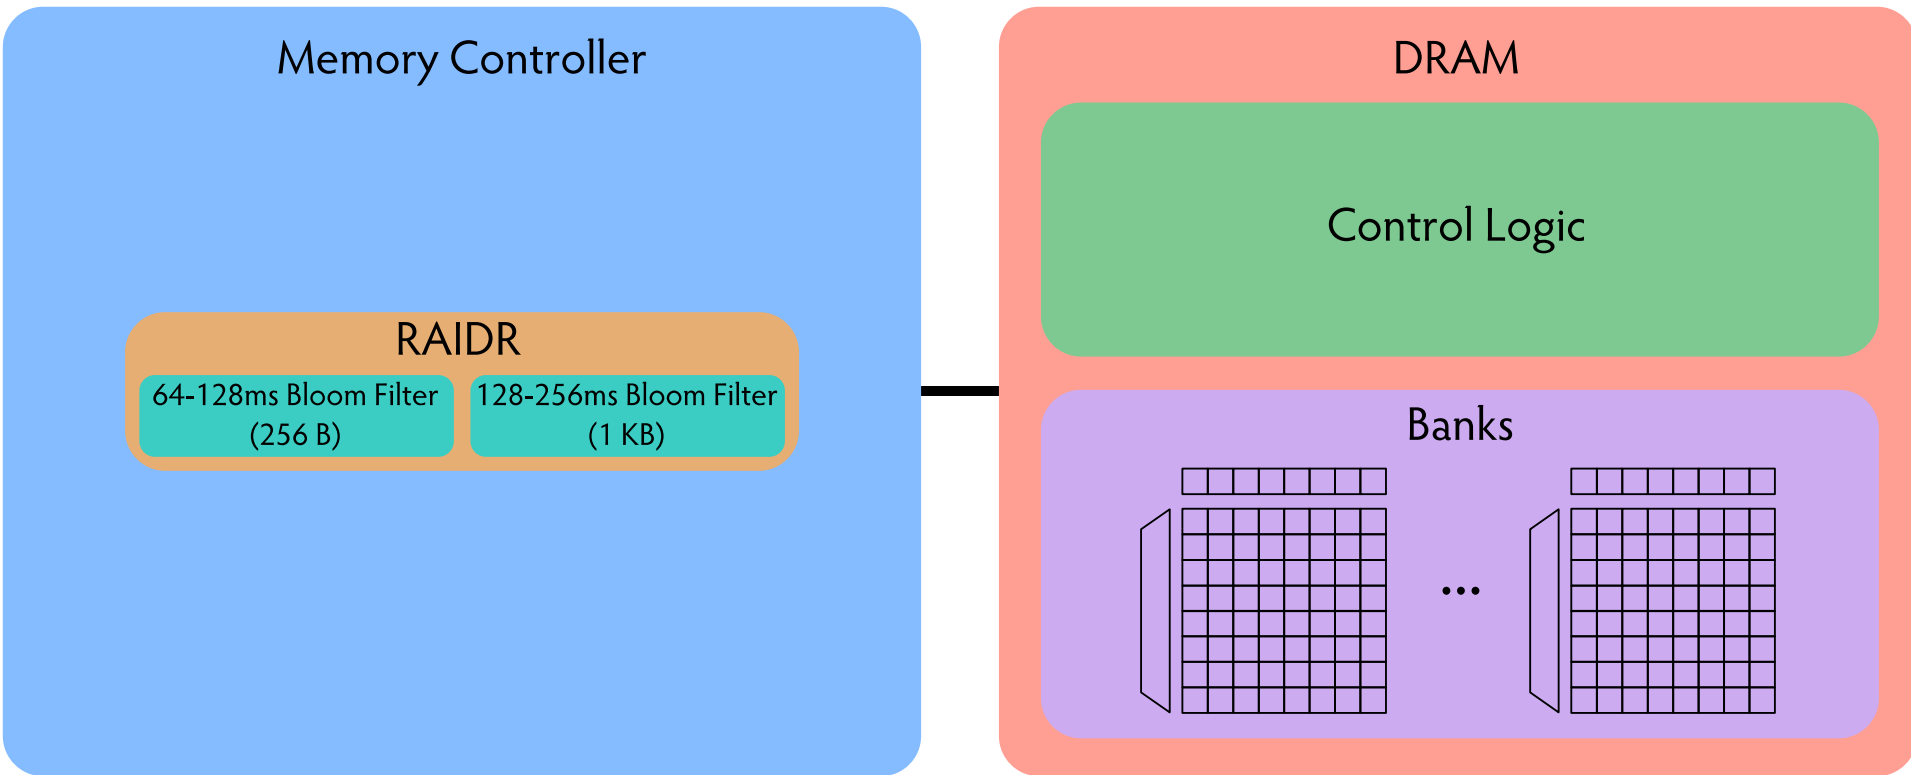 Memory Controller
RAIDR
64-128ms Bloom Filter
(256 B)
128-256ms Bloom Filter
(1 KB)
DRAM
Control Logic
Banks
...